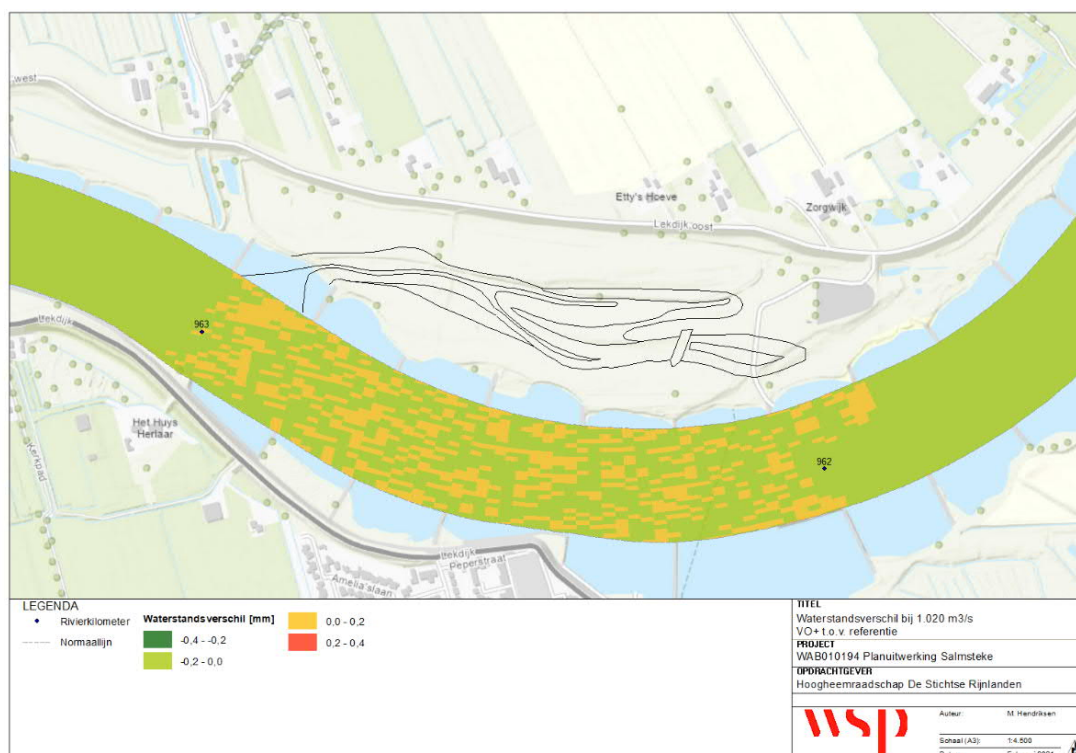 west
Etty's Hoeve
Zorgwijk
Lekdijk oost
963
Lekdijk
Het Huys
Herlaar
Kerkpad
962
Lekdijk
Peperstraat
Amelia'slaan
LEGENDA
Rivierkilometer
Normaallijn
Waterstandsverschil [mm]
-0,4 - -0,2
-0,2 - 0,0
0,0 - 0,2
0,2 - 0,4
TITEL
Waterstandsverschil bij 1.020 m3/s
VO+ t.o.v. referentie
PROJECT
WAB010194 Planuitwerking Salmsteke
OPDRACHTGEVER
Hoogheemraadschap De Stichtse Rijnlanden
wsp
Auteur: M. Hendriksen
Schaal (A3): 1:4.500